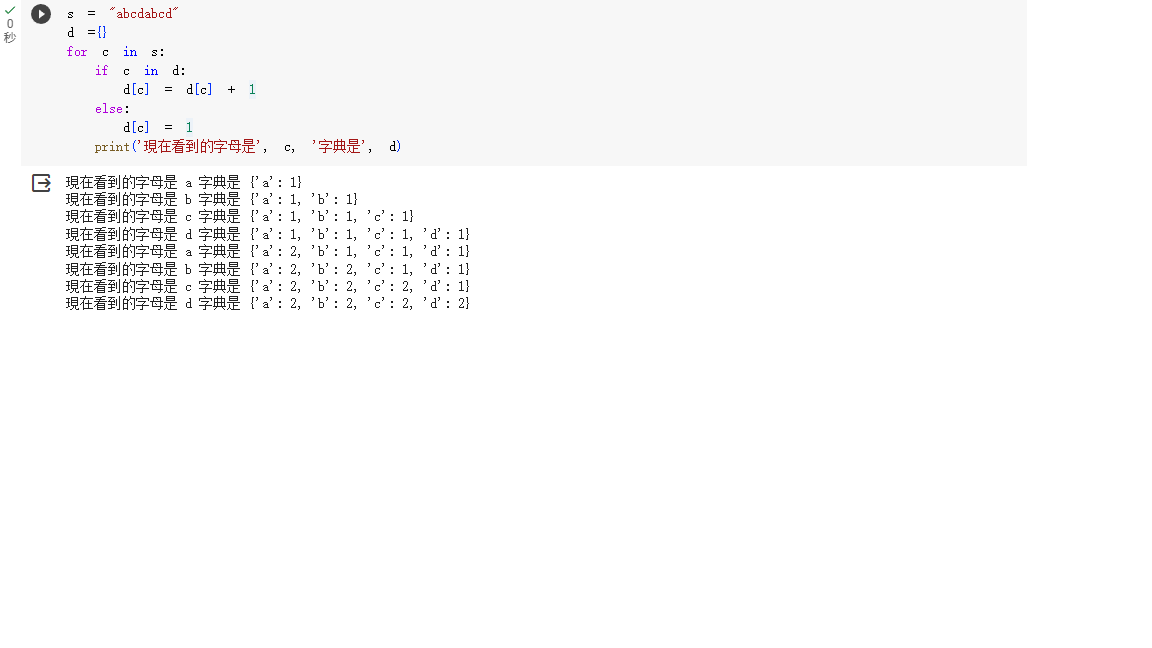 0
秒
s = "abcdabcd"
d ={}
for c in s:
    if c in d:
        d[c] = d[c] + 1
    else:
        d[c] = 1
    print('現在看到的字母是', c, '字典是', d)
現在看到的字母是 a 字典是 {'a': 1}
現在看到的字母是 b 字典是 {'a': 1, 'b': 1}
現在看到的字母是 c 字典是 {'a': 1, 'b': 1, 'c': 1}
現在看到的字母是 d 字典是 {'a': 1, 'b': 1, 'c': 1, 'd': 1}
現在看到的字母是 a 字典是 {'a': 2, 'b': 1, 'c': 1, 'd': 1}
現在看到的字母是 b 字典是 {'a': 2, 'b': 2, 'c': 1, 'd': 1}
現在看到的字母是 c 字典是 {'a': 2, 'b': 2, 'c': 2, 'd': 1}
現在看到的字母是 d 字典是 {'a': 2, 'b': 2, 'c': 2, 'd': 2}